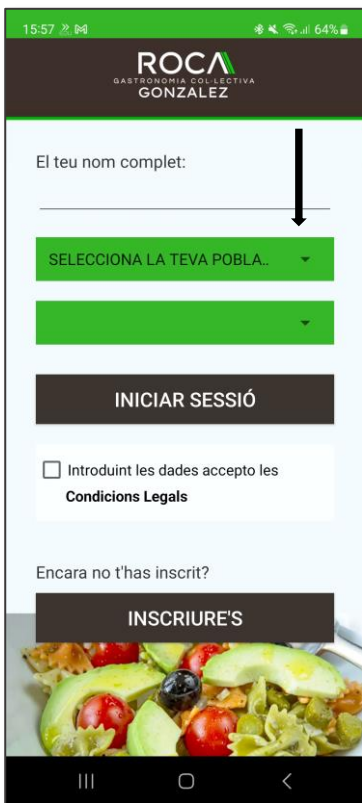 15:57 64%
ROCA
GASTRONOMIA COL·LECTIVA
GONZALEZ
El teu nom complet:
SELECCIONA LA TEVA POBLA..
INICIAR SESSIÓ
Introduint les dades accepto les
Condicions Legals
Encara no t'has inscrit?
INSCRIURE'S